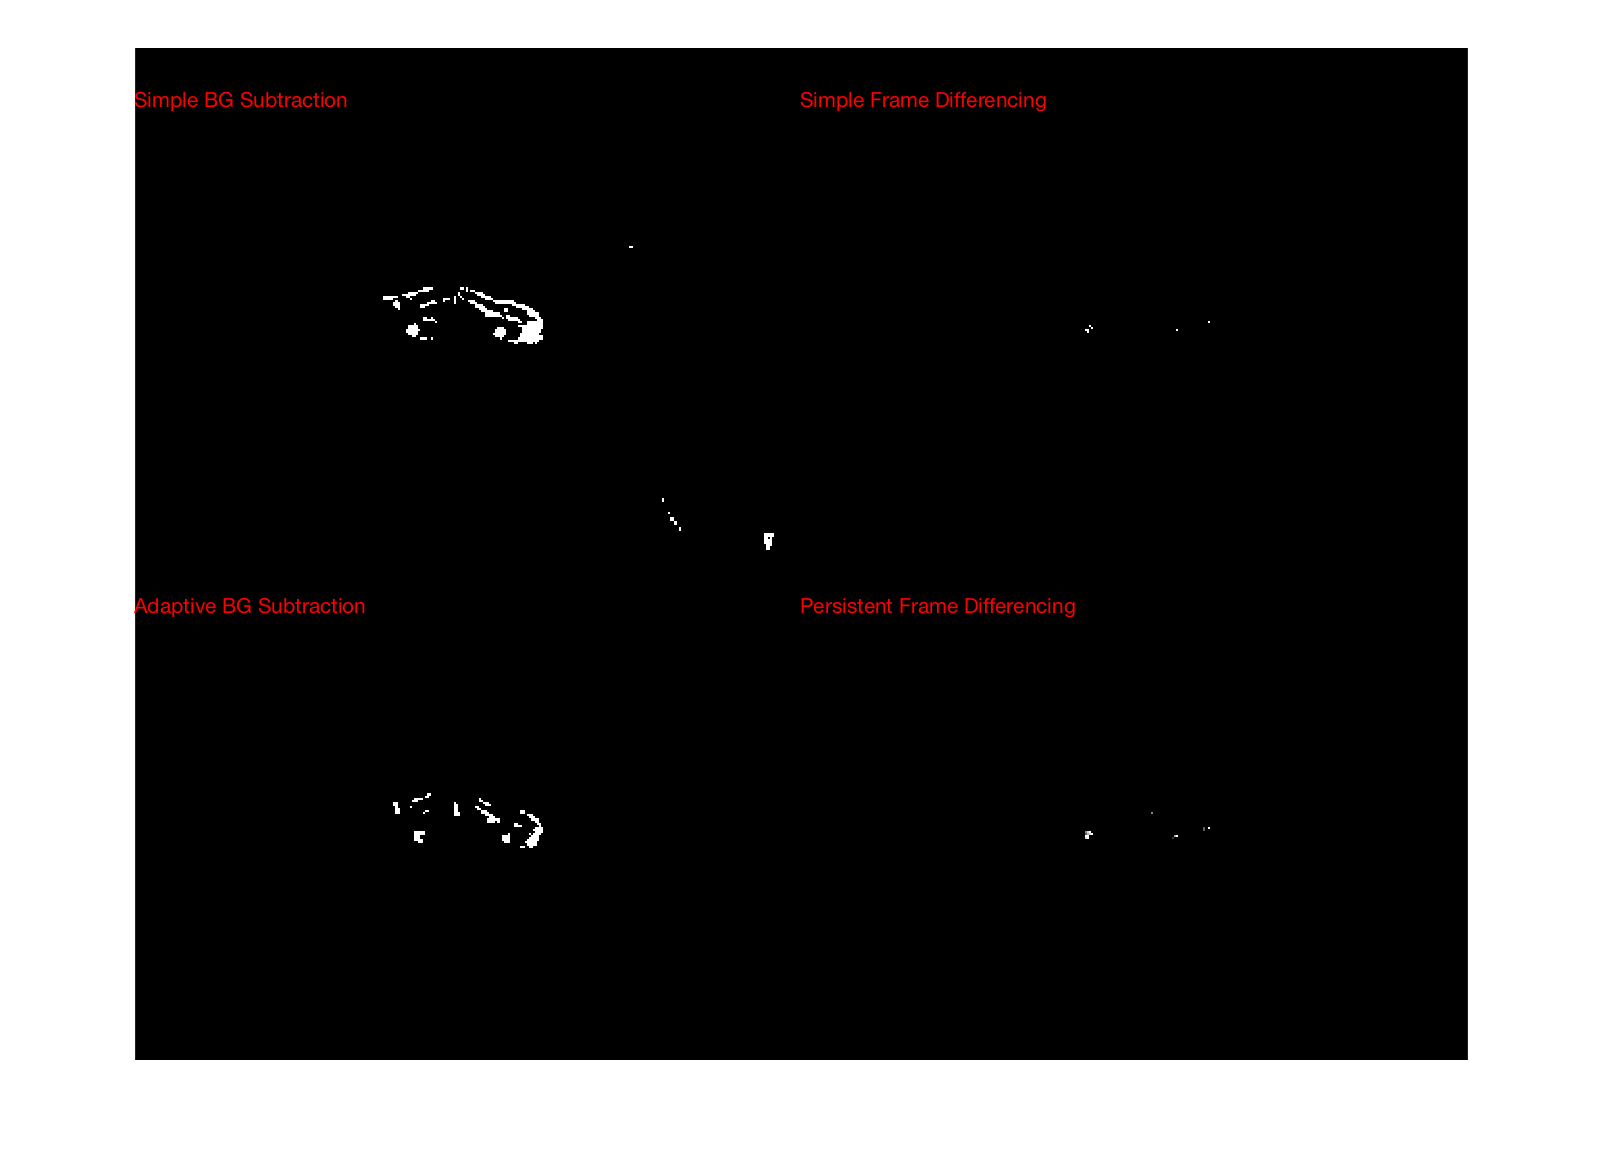 Simple BG Subtraction
Simple Frame Differencing
Adaptive BG Subtraction
Persistent Frame Differencing